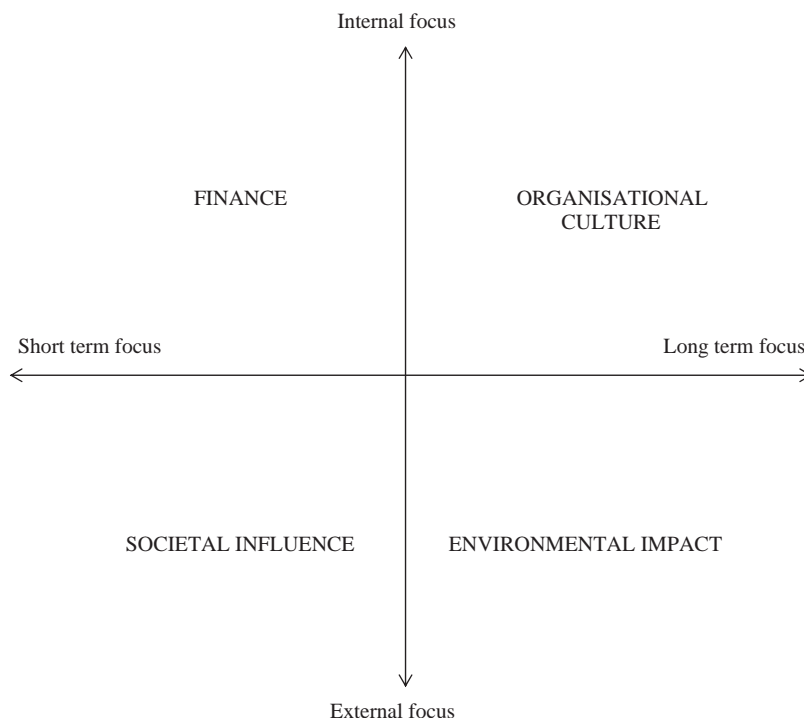 Internal focus
FINANCE
ORGANISATIONAL
CULTURE
Short term focus
Long term focus
SOCIETAL INFLUENCE
ENVIRONMENTAL IMPACT
External focus